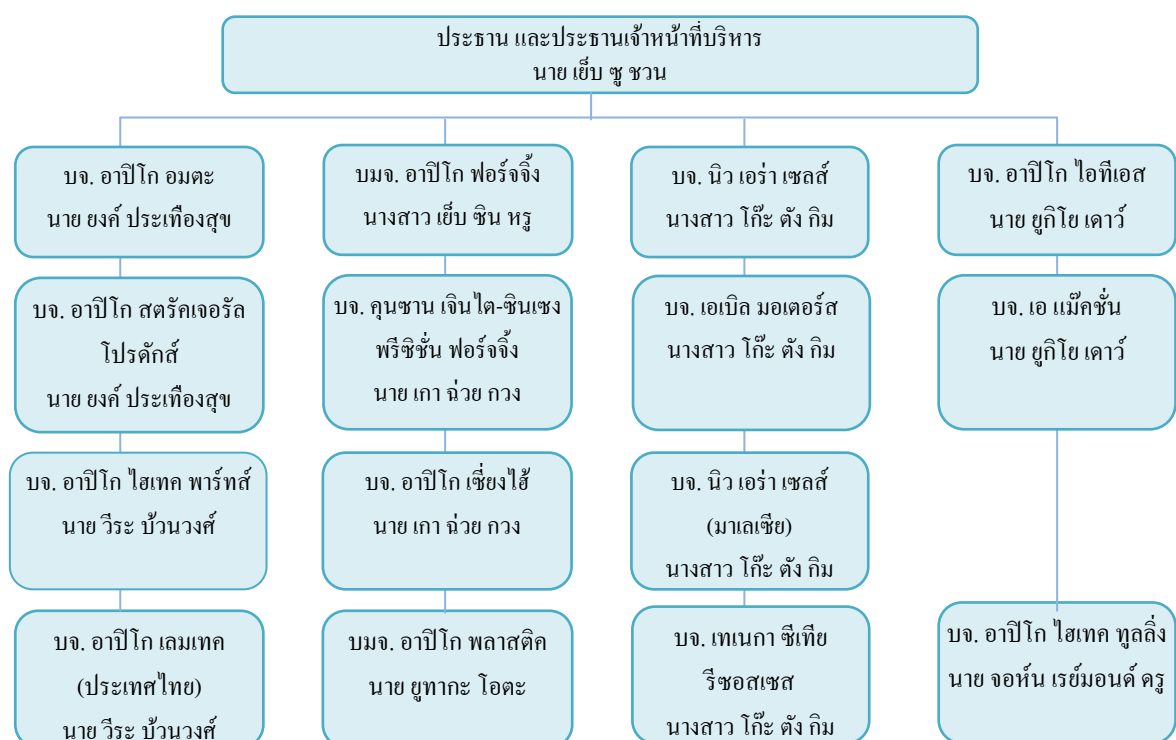 ประธาน และประธานเจ้าหน้าที่บริหาร
นาย เย็บ ซู ชวน
บจ. อาปิโก อมตะ
นาย ยงค์ ประเทืองสุข
บมจ. อาปิโก ฟอร์จจิ้ง
นางสาว เย็บ ซิน หรู
บจ. นิว เอร่า เซลส์
นางสาว โก๊ะ ตัง กิม
บจ. อาปิโก ไอทีเอส
นาย ยูกิโย เดาว์
บจ. อาปิโก สตรัคเจอรัล
โปรดักส์
นาย ยงค์ ประเทืองสุข
บจ. คุนซาน เจินไต-ซินเซง
พรีซิชั่น ฟอร์จจิ้ง
นาย เกา ฉ่วย กวง
บจ. เอเบิล มอเตอร์ส
นางสาว โก๊ะ ตัง กิม
บจ. เอ แม๊คชั่น
นาย ยูกิโย เดาว์
บจ. อาปิโก ไฮเทค พาร์ทส์
นาย วีระ บ้วนวงศ์
บจ. อาปิโก เซี่ยงไฮ้
นาย เกา ฉ่วย กวง
บจ. นิว เอร่า เซลส์
(มาเลเซีย)
นางสาว โก๊ะ ตัง กิม
บจ. อาปิโก เลมเทค
(ประเทศไทย)
นาย วีระ บ้วนวงศ์
บมจ. อาปิโก พลาสติค
นาย ยูทากะ โอตะ
บจ. เทเนกา ซีเทีย
รีซอสเซส
นางสาว โก๊ะ ตัง กิม
บจ. อาปิโก ไฮเทค ทูลลิ่ง
นาย จอห์น เรย์มอนด์ ครู